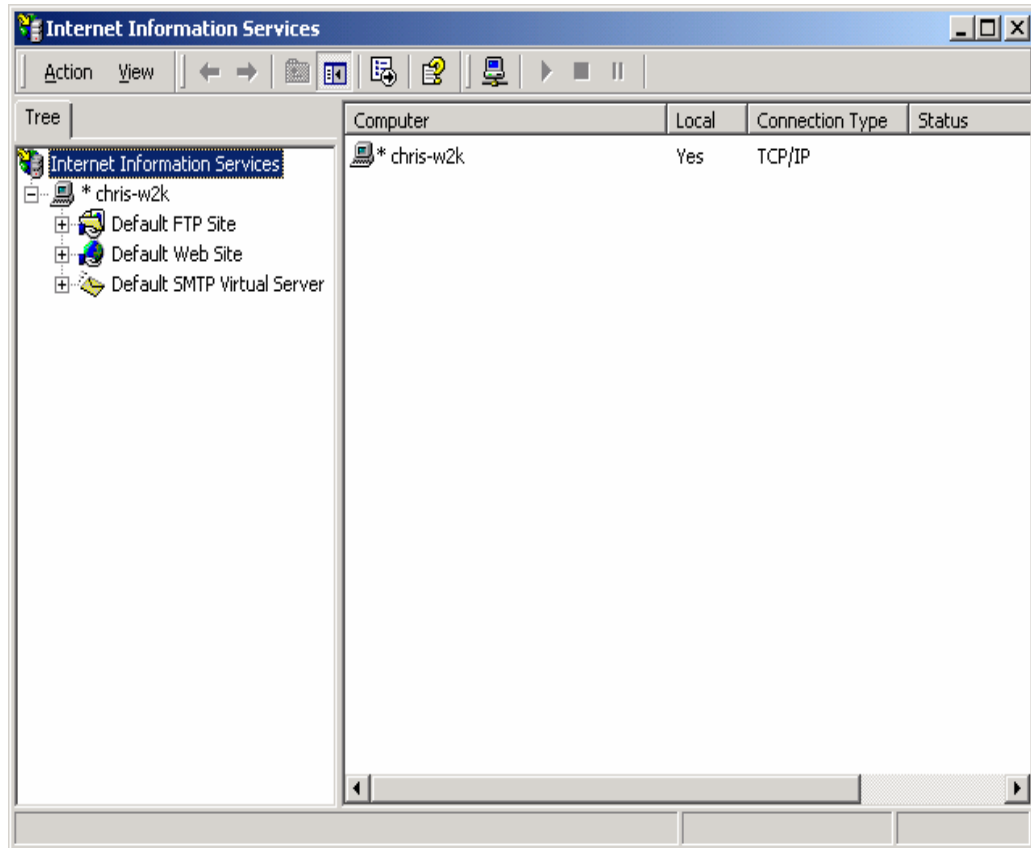 Internet Information Services
Action View
Tree
Computer Local Connection Type Status
Internet Information Services
* chris-w2k Yes TCP/IP
* chris-w2k
Default FTP Site
Default Web Site
Default SMTP Virtual Server